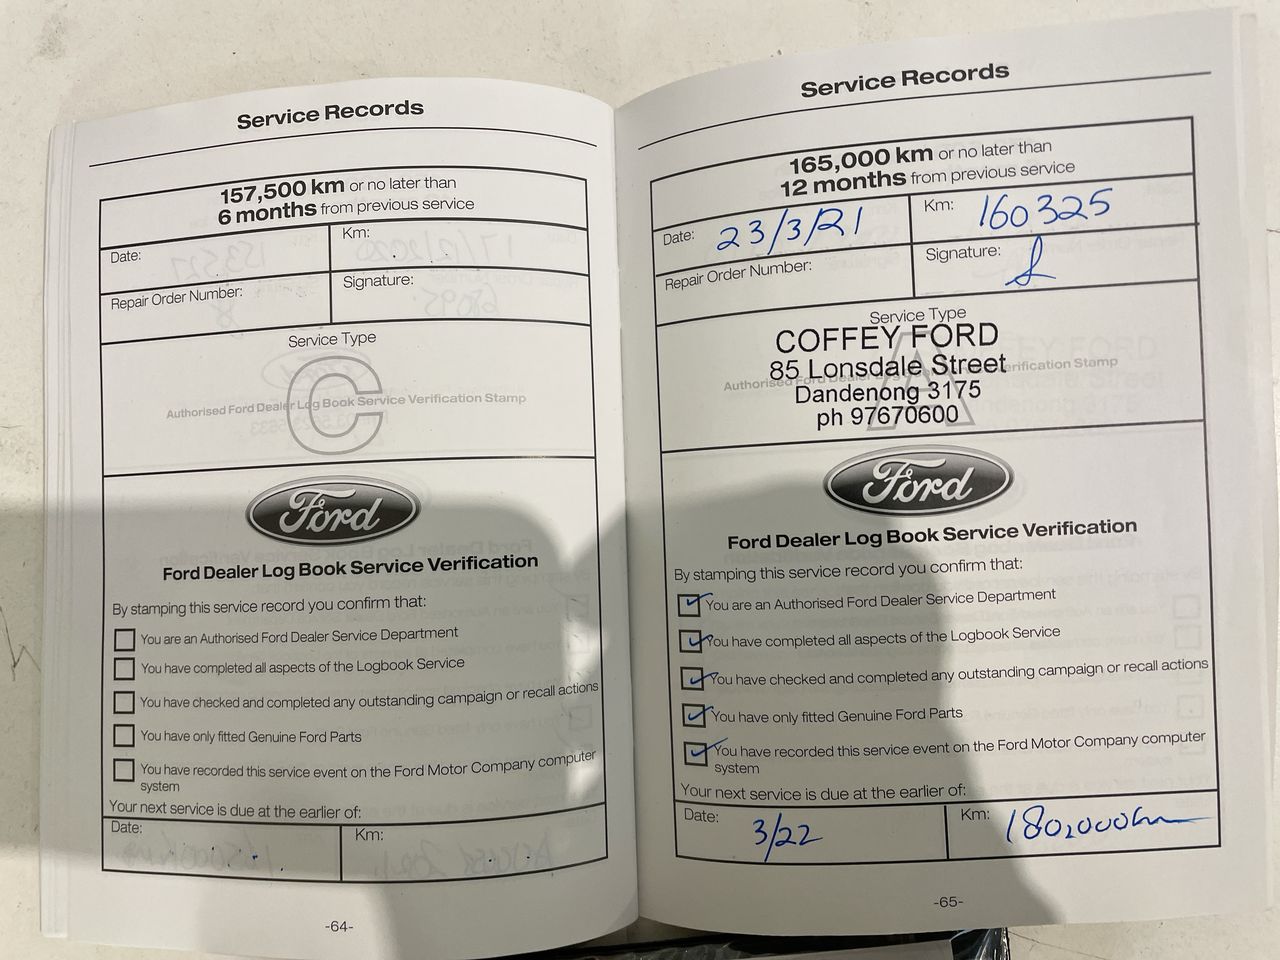 Service Records
157,500 km or no later than
6 months from previous service
Date:
Km:
Repair Order Number:
Signature:
Service Type
C
Authorised Ford Dealer Log Book Service Verification Stamp
Ford
Ford Dealer Log Book Service Verification
By stamping this service record you confirm that:
You are an Authorised Ford Dealer Service Department
You have completed all aspects of the Logbook Service
You have checked and completed any outstanding campaign or recall actions
You have only fitted Genuine Ford Parts
You have recorded this service event on the Ford Motor Company computer
system
Your next service is due at the earlier of:
Date:
Km:
-64-
Service Records
165,000 km or no later than
12 months from previous service
Date: 23/3/21
Km: 160325
Repair Order Number:
Signature:
Service Type
A
COFFEY FORD
85 Lonsdale Street
Authorised Ford Dealer Verification Stamp
Dandenong 3175
ph 97670600
Ford
Ford Dealer Log Book Service Verification
By stamping this service record you confirm that:
You are an Authorised Ford Dealer Service Department
You have completed all aspects of the Logbook Service
You have checked and completed any outstanding campaign or recall actions
You have only fitted Genuine Ford Parts
You have recorded this service event on the Ford Motor Company computer
system
Your next service is due at the earlier of:
Date: 3/22
Km: 180,000km
-65-